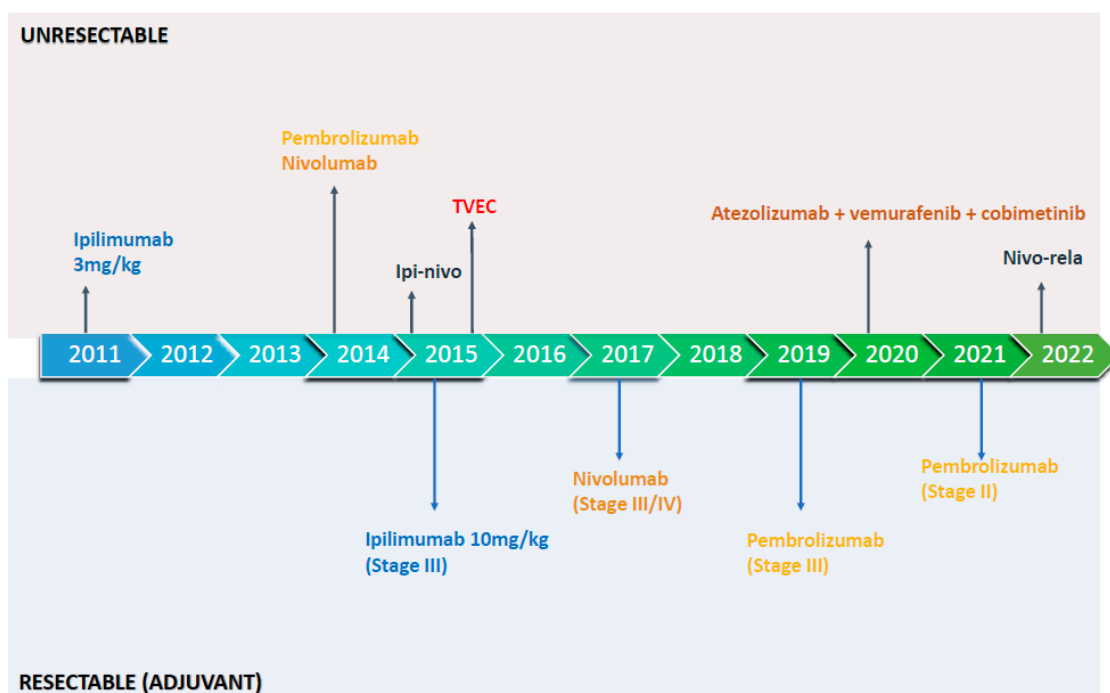 UNRESECTABLE
Pembrolizumab
Nivolumab
TVEC
Atezolizumab + vemurafenib + cobimetinib
Ipilimumab
3mg/kg
Ipi-nivo
Nivo-rela
2011 2012 2013 2014 2015 2016 2017 2018 2019 2020 2021 2022
Nivolumab
(Stage III/IV)
Pembrolizumab
(Stage II)
Ipilimumab 10mg/kg
(Stage III)
Pembrolizumab
(Stage III)
RESECTABLE (ADJUVANT)